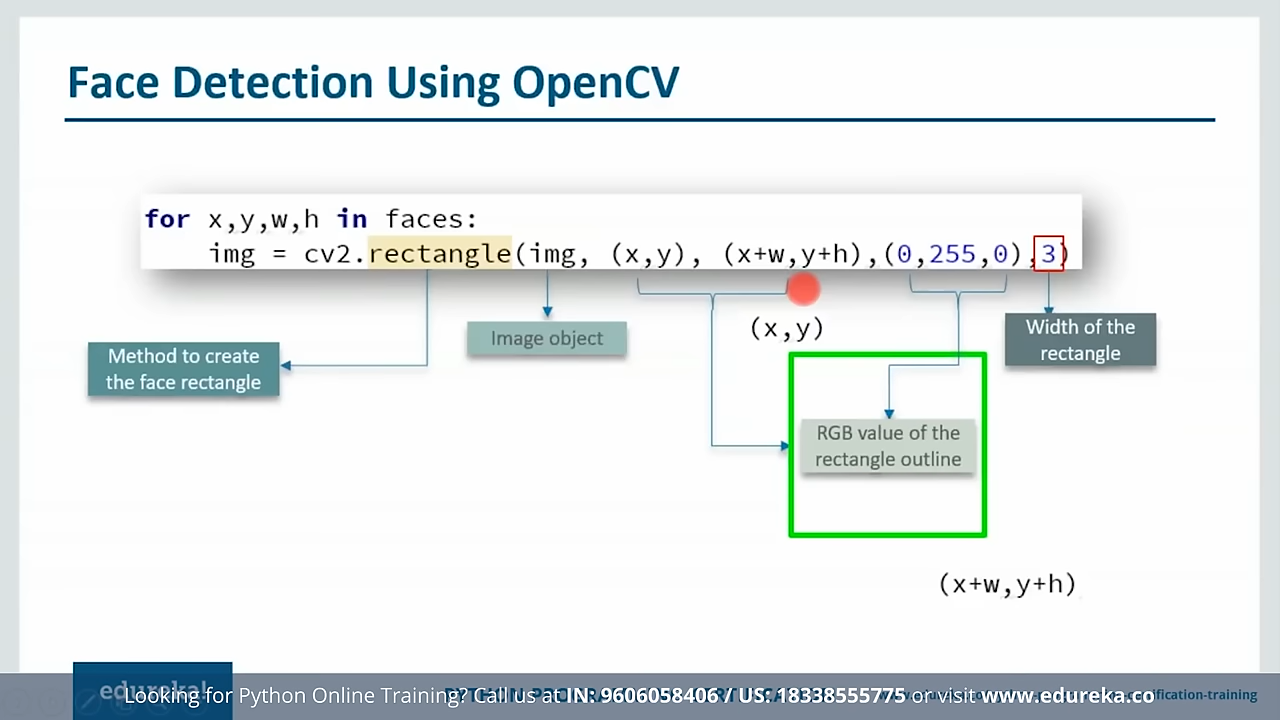 Face Detection Using OpenCV
for x,y,w,h in faces:
img = cv2.rectangle(img, (x,y), (x+w,y+h),(0,255,0),3)
(x,y)
Image object
Width of the
rectangle
Method to create
the face rectangle
RGB value of the
rectangle outline
(x+w,y+h)
edureka!
Looking for Python Online Training? Call us at IN: 9606058406 / US: 18338555775 or visit www.edureka.co